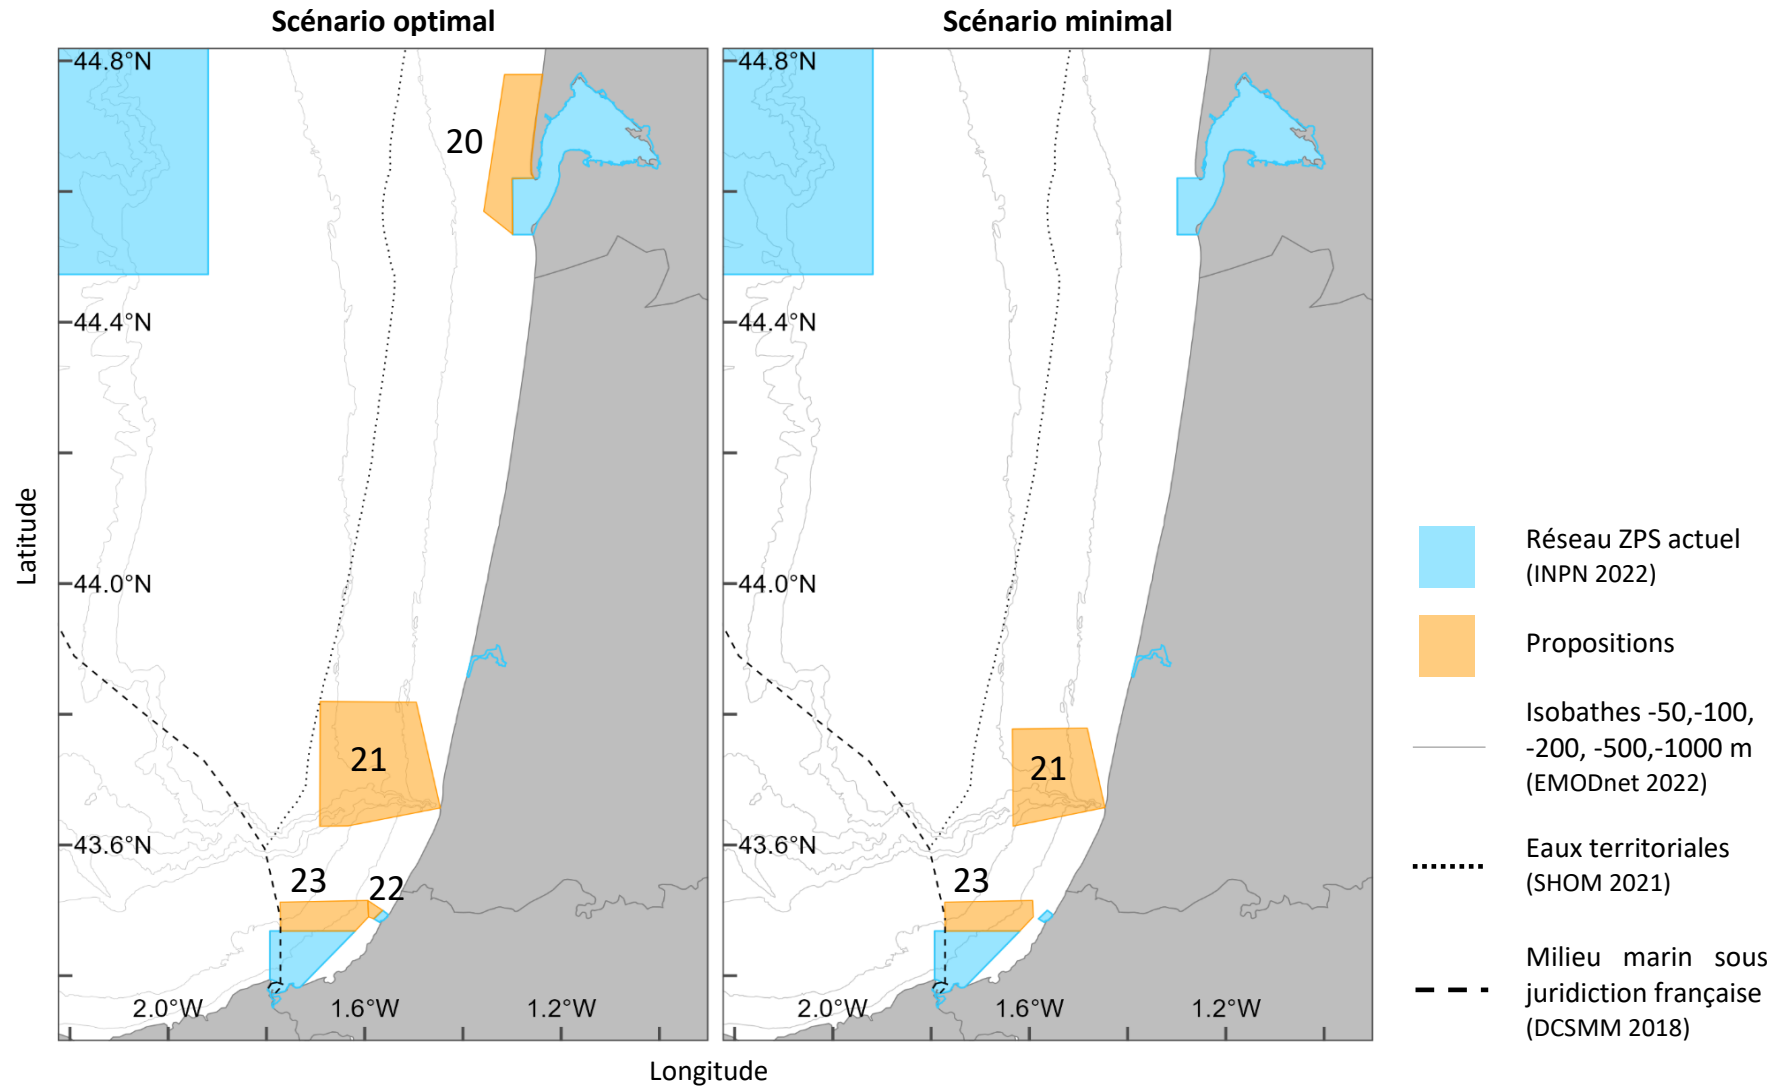 Scénario optimal
Scénario minimal
44.8°N
44.4°N
44.0°N
43.6°N
2.0°W
1.6°W
1.2°W
20
21
23
22
44.8°N
44.4°N
44.0°N
43.6°N
2.0°W
1.6°W
1.2°W
21
23
Latitude
Longitude
Réseau ZPS actuel
(INPN 2022)
Propositions
Isobathes -50,-100,
-200, -500,-1000 m
(EMODnet 2022)
Eaux territoriales
(SHOM 2021)
Milieu marin sous
juridiction française
(DCSMM 2018)